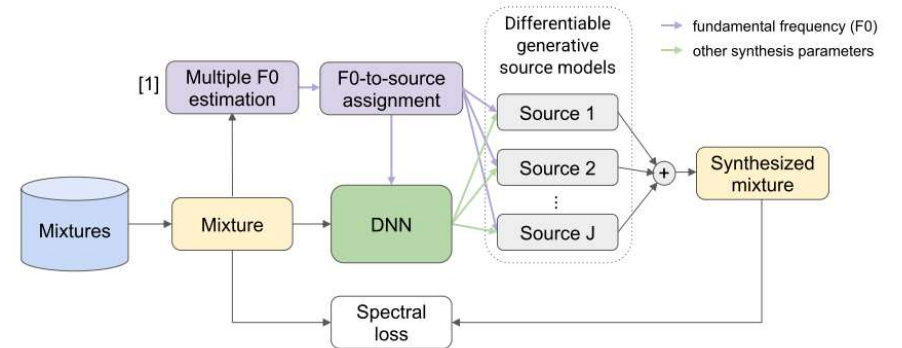 Differentiable
generative
source models
fundamental frequency (F0)
other synthesis parameters
[1]
Multiple F0
estimation
F0-to-source
assignment
Source 1
Source 2
⋮
Source J
+
Synthesized
mixture
Mixtures
Mixture
DNN
Spectral
loss